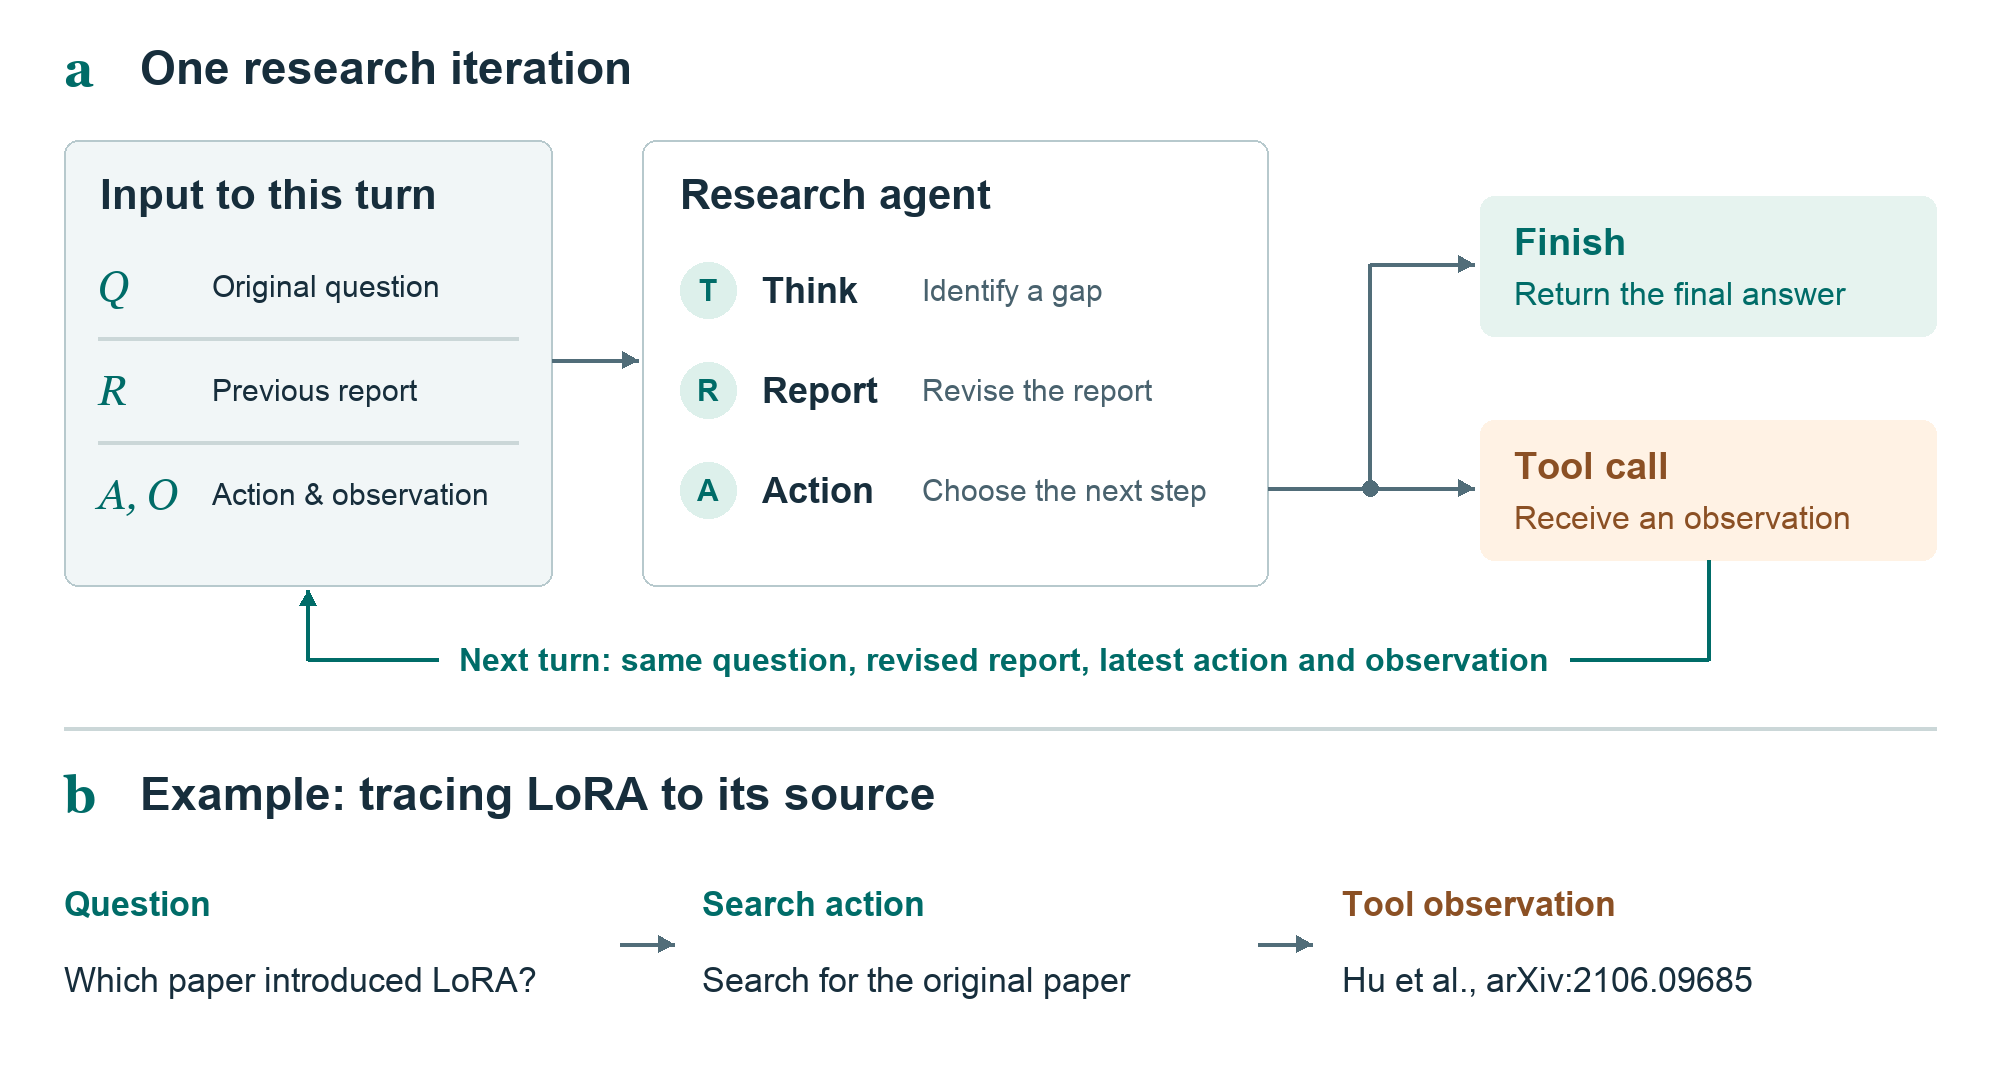 a One research iteration
Input to this turn
Q Original question
R Previous report
A, O Action & observation
Research agent
T Think Identify a gap
R Report Revise the report
A Action Choose the next step
Finish
Return the final answer
Tool call
Receive an observation
Next turn: same question, revised report, latest action and observation
b Example: tracing LoRA to its source
Question
Which paper introduced LoRA?
Search action
Search for the original paper
Tool observation
Hu et al., arXiv:2106.09685